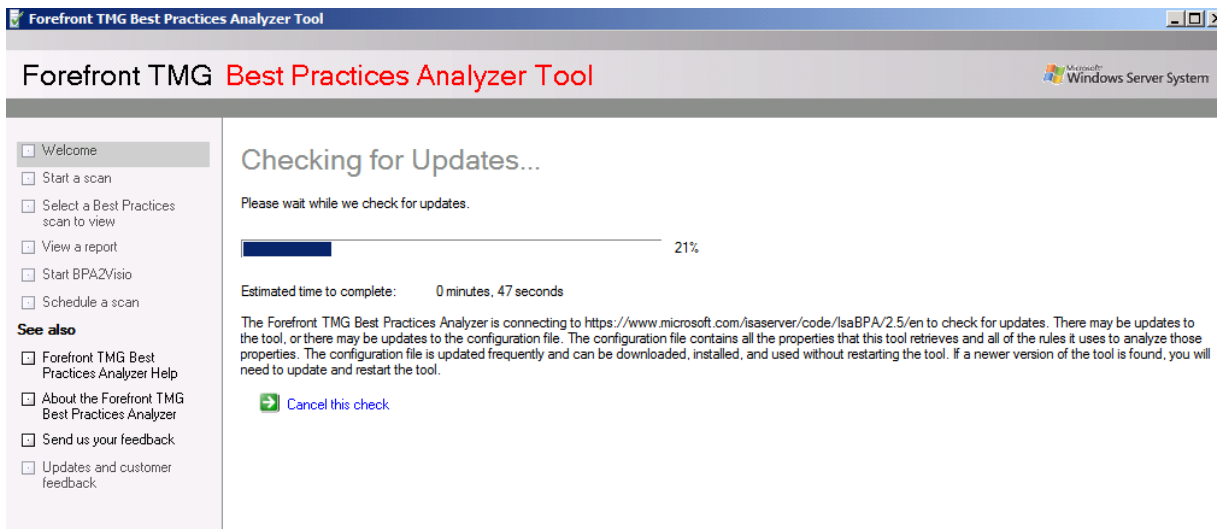 Forefront TMG Best Practices Analyzer Tool
Forefront TMG Best Practices Analyzer Tool
Microsoft
Windows Server System
Welcome
Start a scan
Select a Best Practices
scan to view
View a report
Start BPA2Visio
Schedule a scan
See also
Forefront TMG Best
Practices Analyzer Help
About the Forefront TMG
Best Practices Analyzer
Send us your feedback
Updates and customer
feedback
Checking for Updates...
Please wait while we check for updates.
21%
Estimated time to complete: 0 minutes, 47 seconds
The Forefront TMG Best Practices Analyzer is connecting to https://www.microsoft.com/isaserver/code/IsaBPA/2.5/en to check for updates. There may be updates to
the tool, or there may be updates to the configuration file. The configuration file contains all the properties that this tool retrieves and all of the rules it uses to analyze those
properties. The configuration file is updated frequently and can be downloaded, installed, and used without restarting the tool. If a newer version of the tool is found, you will
need to update and restart the tool.
Cancel this check